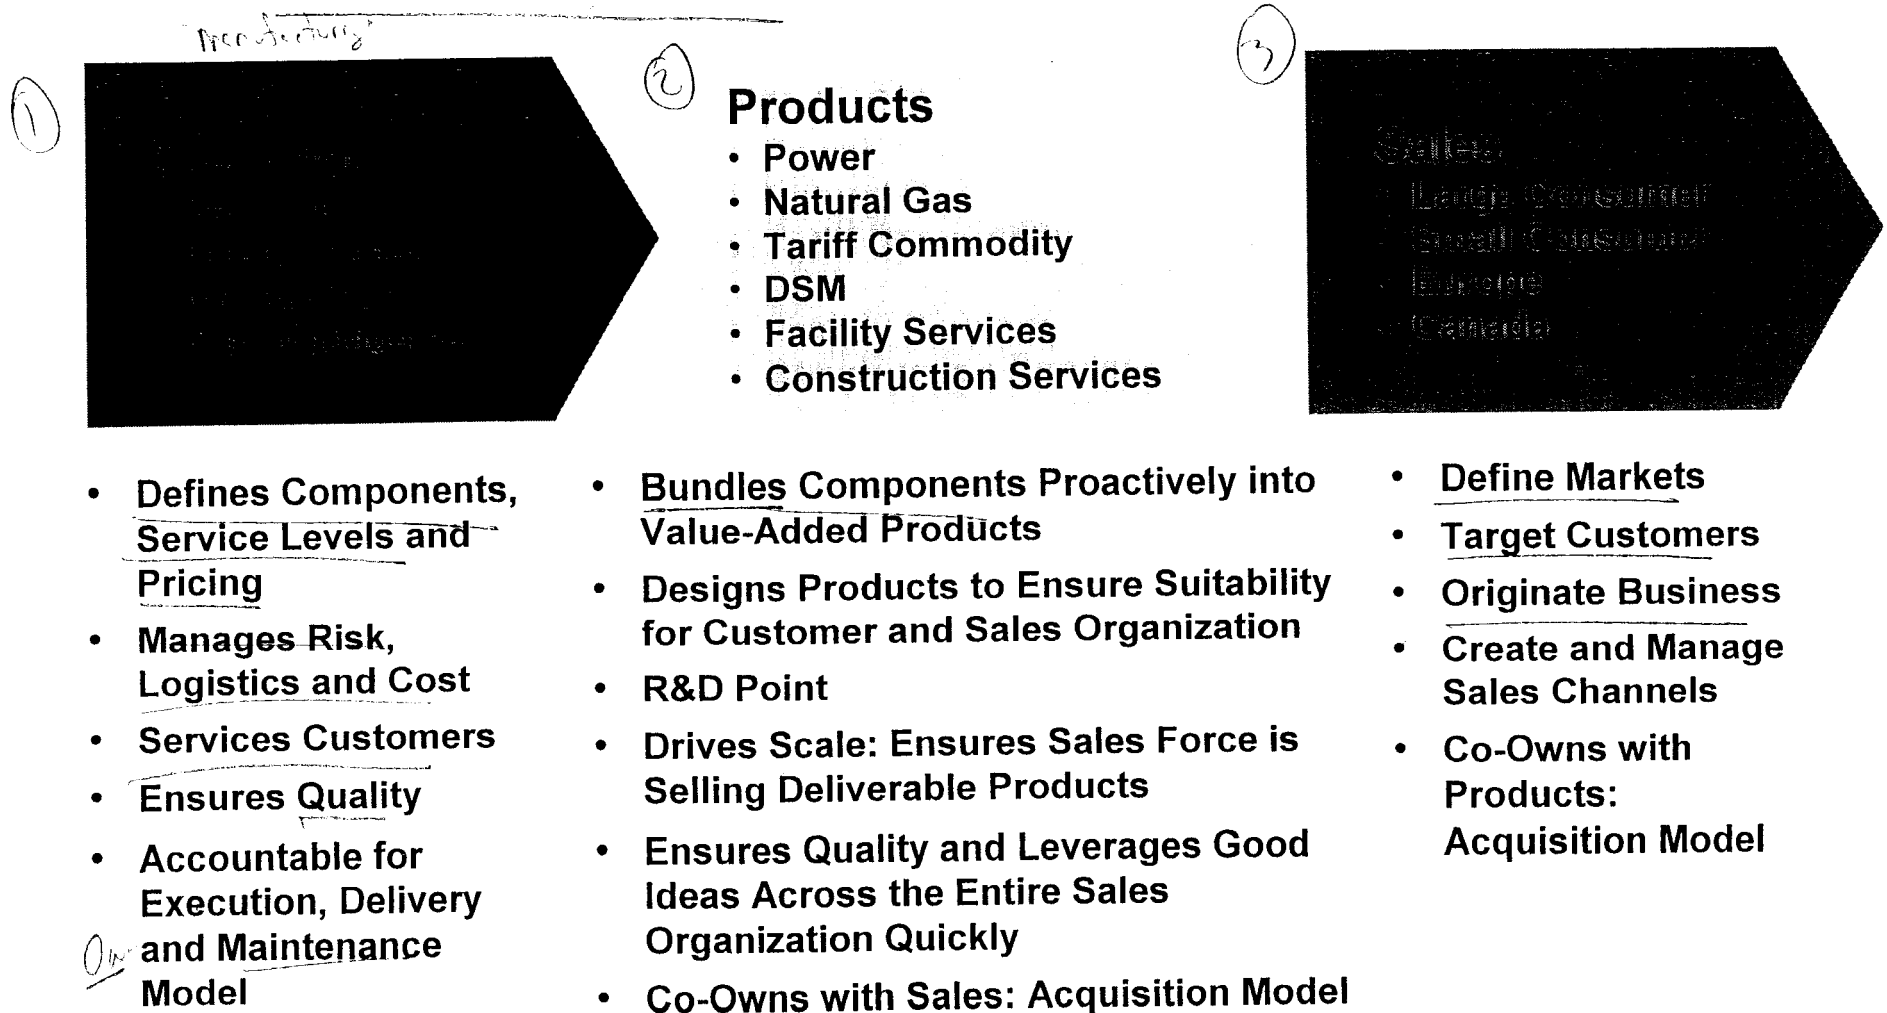 "Manufacturing"
1
2
Products
• Power
• Natural Gas
• Tariff Commodity
• DSM
• Facility Services
• Construction Services
3
Sales
• Large Consumer
• Small Consumer
• Europe
• Canada
• Defines Components,
Service Levels and
Pricing
• Manages Risk,
Logistics and Cost
• Services Customers
• Ensures Quality
• Accountable for
Execution, Delivery
and Maintenance
Model
• Bundles Components Proactively into
Value-Added Products
• Designs Products to Ensure Suitability
for Customer and Sales Organization
• R&D Point
• Drives Scale: Ensures Sales Force is
Selling Deliverable Products
• Ensures Quality and Leverages Good
Ideas Across the Entire Sales
Organization Quickly
• Co-Owns with Sales: Acquisition Model
• Define Markets
• Target Customers
• Originate Business
• Create and Manage
Sales Channels
• Co-Owns with
Products:
Acquisition Model